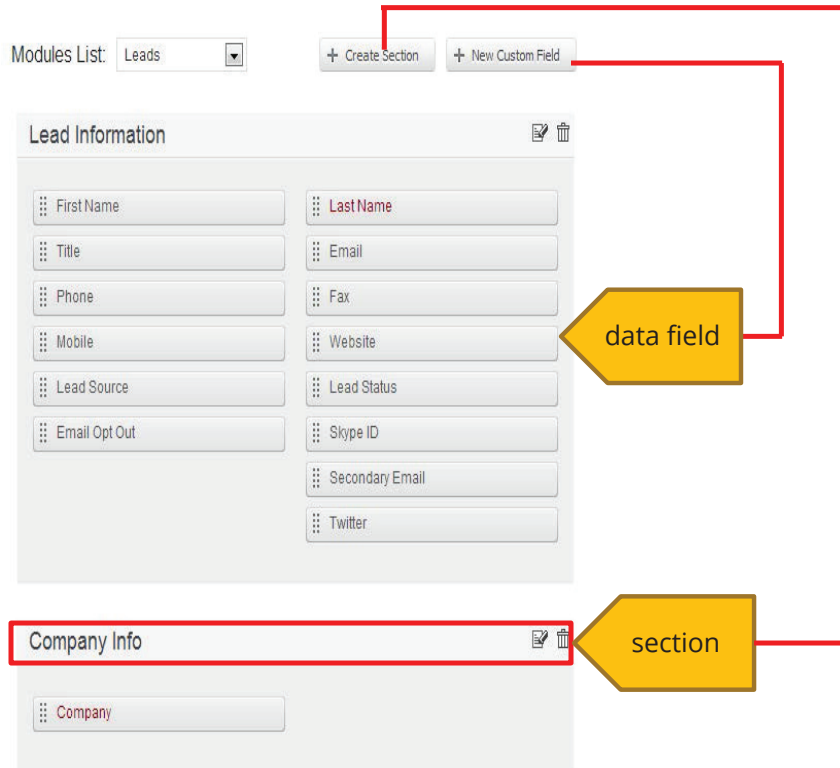 Modules List: Leads + Create Section + New Custom Field
Lead Information
First Name Last Name
Title Email
Phone Fax
Mobile Website data field
Lead Source Lead Status
Email Opt Out Skype ID
Secondary Email
Twitter
Company Info section
Company